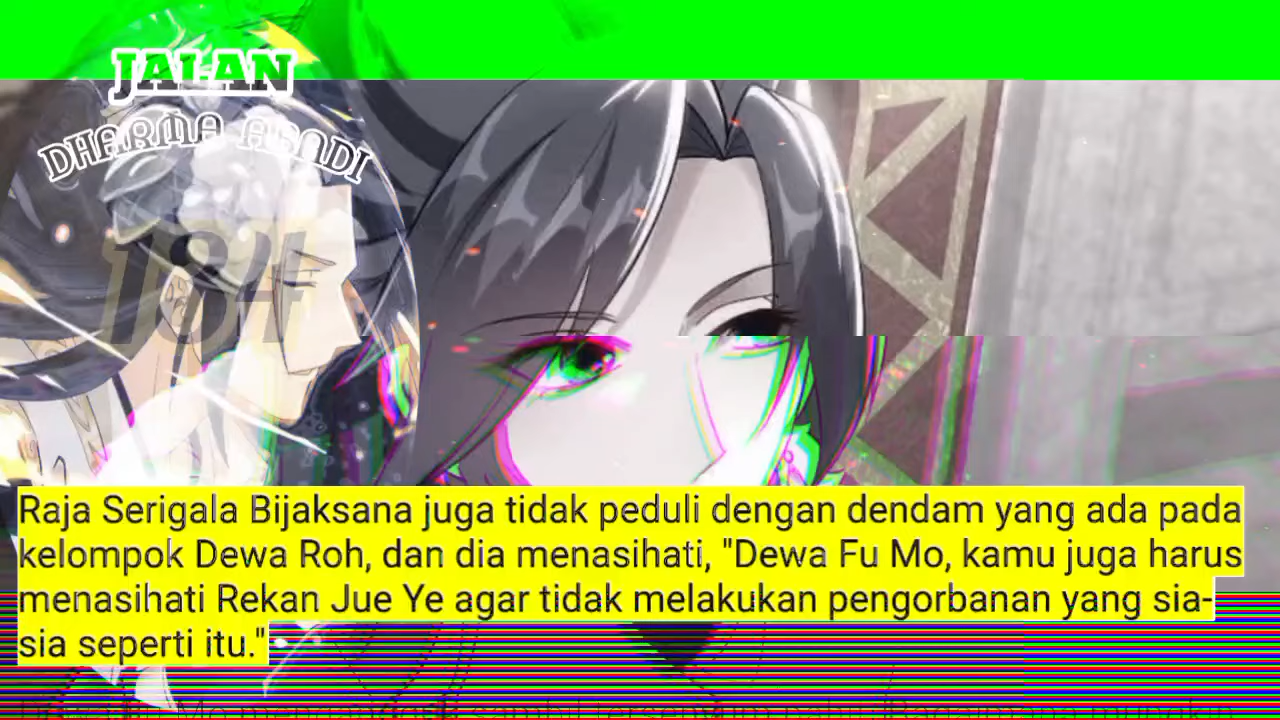 JALAN
DHARMA ABADI
184
Raja Serigala Bijaksana juga tidak peduli dengan dendam yang ada pada
kelompok Dewa Roh, dan dia menasihati, "Dewa Fu Mo, kamu juga harus
menasihati Rekan Jue Ye agar tidak melakukan pengorbanan yang sia-
sia seperti itu."